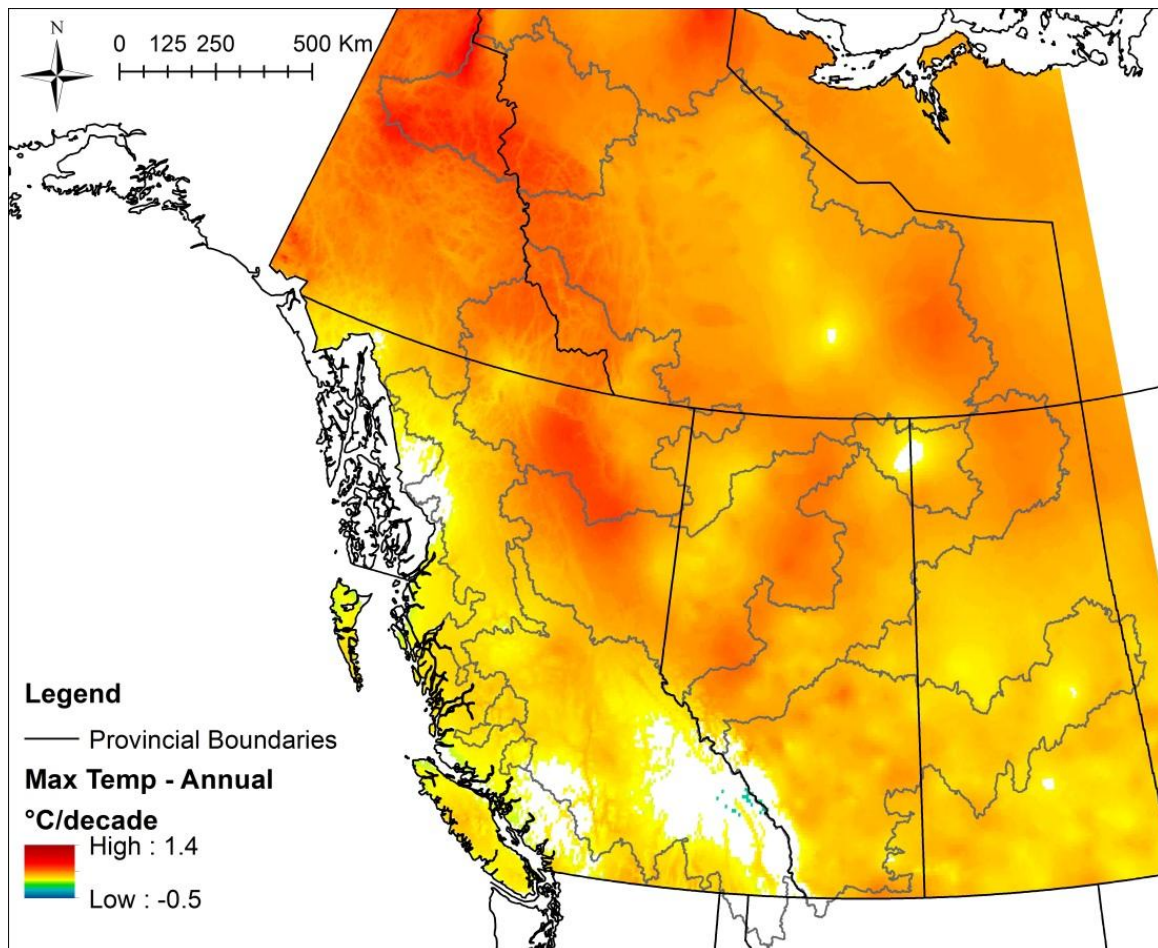 N
0 125 250 500 Km
Legend
Provincial Boundaries
Max Temp - Annual
°C/decade
High : 1.4
Low : -0.5